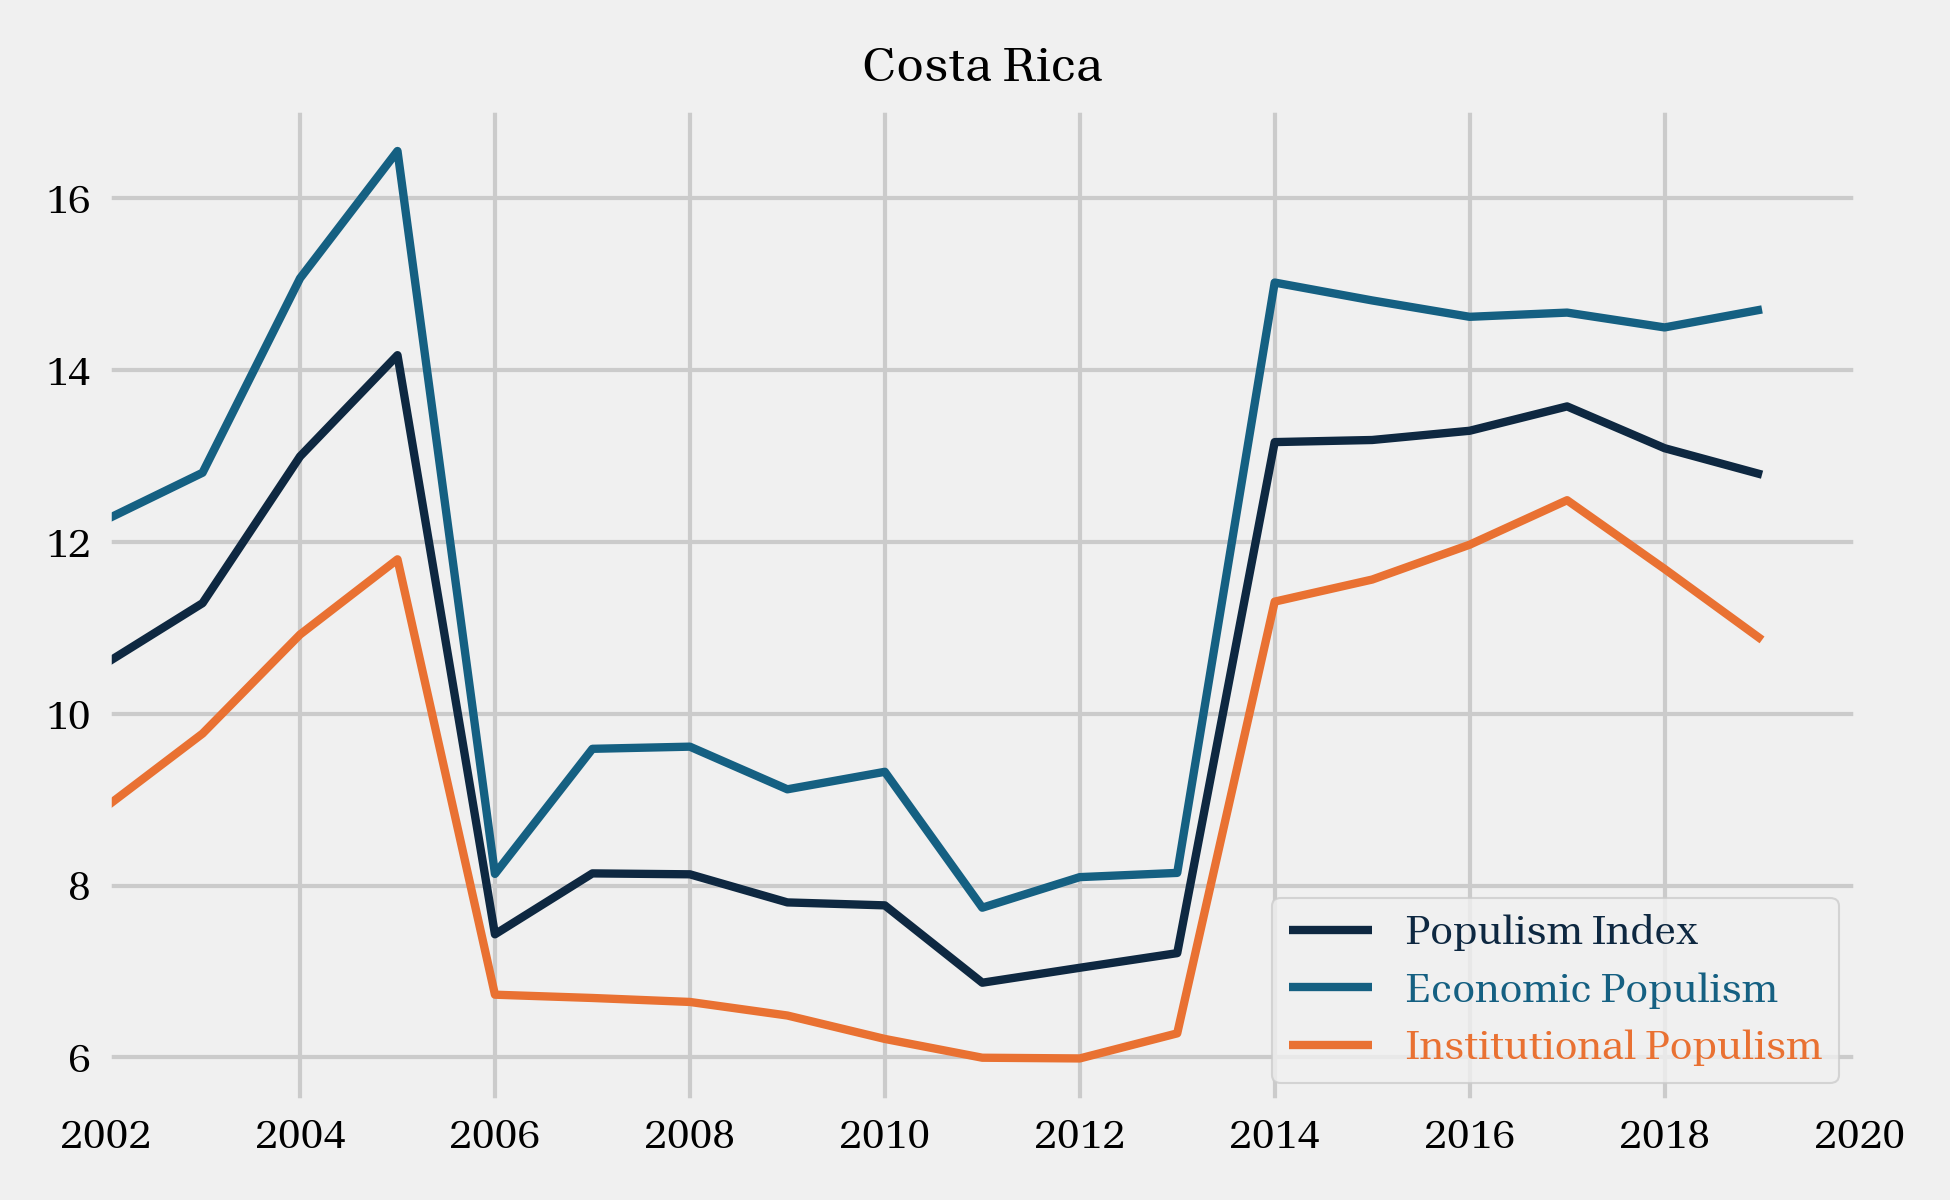 Costa Rica
16
14
12
10
8
6
2002 2004 2006 2008 2010 2012 2014 2016 2018 2020
Populism Index
Economic Populism
Institutional Populism